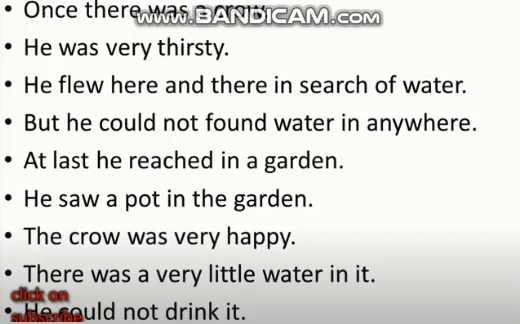 • Once there was a crow.
www.BANDICAM.com
• He was very thirsty.
• He flew here and there in search of water.
• But he could not found water in anywhere.
• At last he reached in a garden.
• He saw a pot in the garden.
• The crow was very happy.
• There was a very little water in it.
click on
• He could not drink it.
subscribe